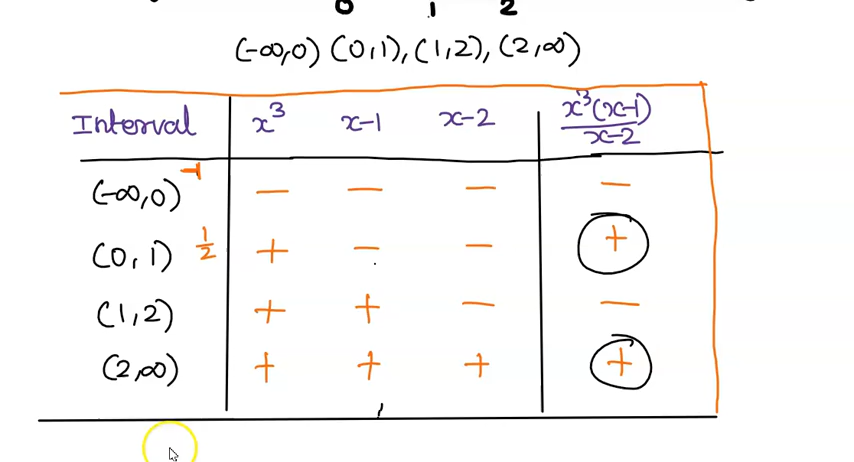 0 1 2
(-∞,0) (0,1), (1,2), (2,∞)
Interval x³ x-1 x-2 x³(x-1)/x-2
(-∞,0) -1 − − − −
(0,1) 1/2 + − − +
(1,2) + + − −
(2,∞) + + + +